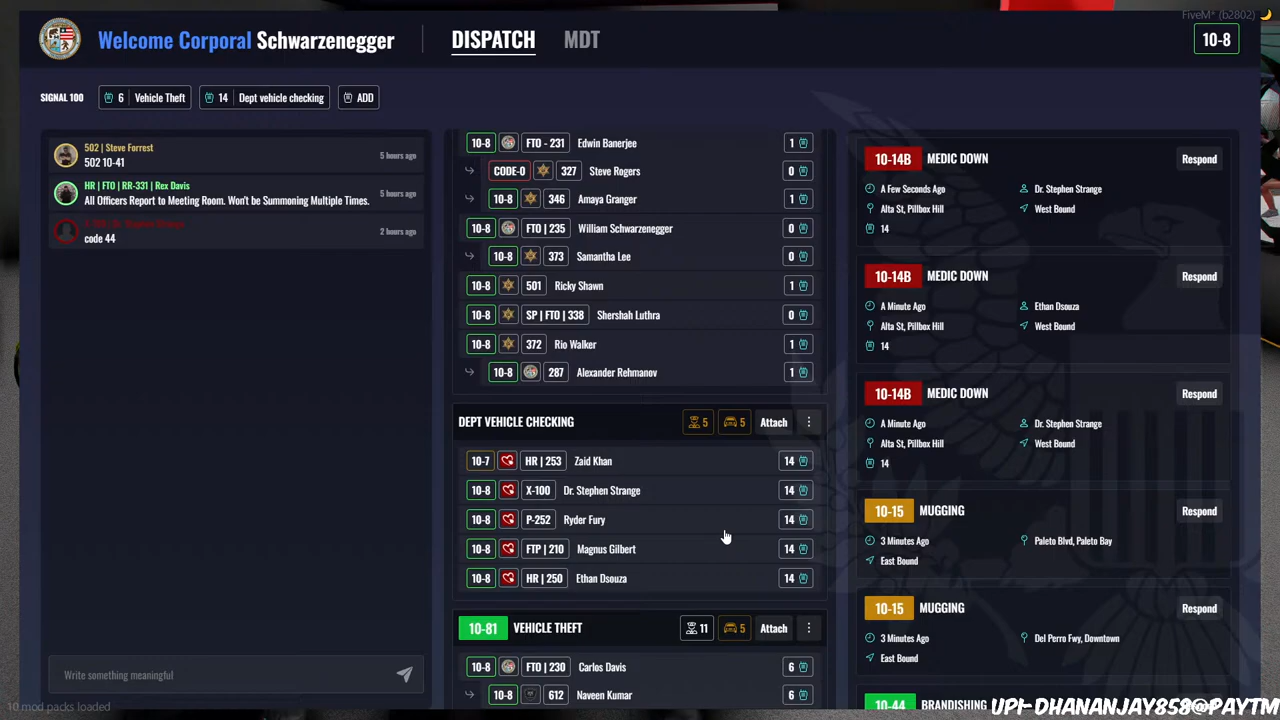 FiveM* (b2802)
Welcome Corporal Schwarzenegger
DISPATCH
MDT
10-8
SIGNAL 100
6 Vehicle Theft
14 Dept vehicle checking
ADD
502 | Steve Forrest
502 10-41
5 hours ago
HR | FTO | RR-331 | Rex Davis
All Officers Report to Meeting Room. Won't be Summoning Multiple Times.
5 hours ago
X-100 | Dr. Stephen Strange
code 44
2 hours ago
Write something meaningful
10 mod packs loaded
10-8 FTO - 231 Edwin Banerjee 1
CODE-0 327 Steve Rogers 0
10-8 346 Amaya Granger 1
10-8 FTO | 235 William Schwarzenegger 0
10-8 373 Samantha Lee 0
10-8 501 Ricky Shawn 1
10-8 SP | FTO | 338 Shershah Luthra 0
10-8 372 Rio Walker 1
10-8 287 Alexander Rehmanov 1
DEPT VEHICLE CHECKING 5 5 Attach
10-7 HR | 253 Zaid Khan 14
10-8 X-100 Dr. Stephen Strange 14
10-8 P-252 Ryder Fury 14
10-8 FTP | 210 Magnus Gilbert 14
10-8 HR | 250 Ethan Dsouza 14
10-81 VEHICLE THEFT 11 5 Attach
10-8 FTO | 230 Carlos Davis 6
10-8 612 Naveen Kumar 6
10-14B MEDIC DOWN Respond
A Few Seconds Ago Dr. Stephen Strange
Alta St, Pillbox Hill West Bound
14
10-14B MEDIC DOWN Respond
A Minute Ago Ethan Dsouza
Alta St, Pillbox Hill West Bound
14
10-14B MEDIC DOWN Respond
A Minute Ago Dr. Stephen Strange
Alta St, Pillbox Hill West Bound
14
10-15 MUGGING Respond
3 Minutes Ago Paleto Blvd, Paleto Bay
East Bound
10-15 MUGGING Respond
3 Minutes Ago Del Perro Fwy, Downtown
East Bound
10-44 BRANDISHING
UPI-DHANANJAY858@PAYTM